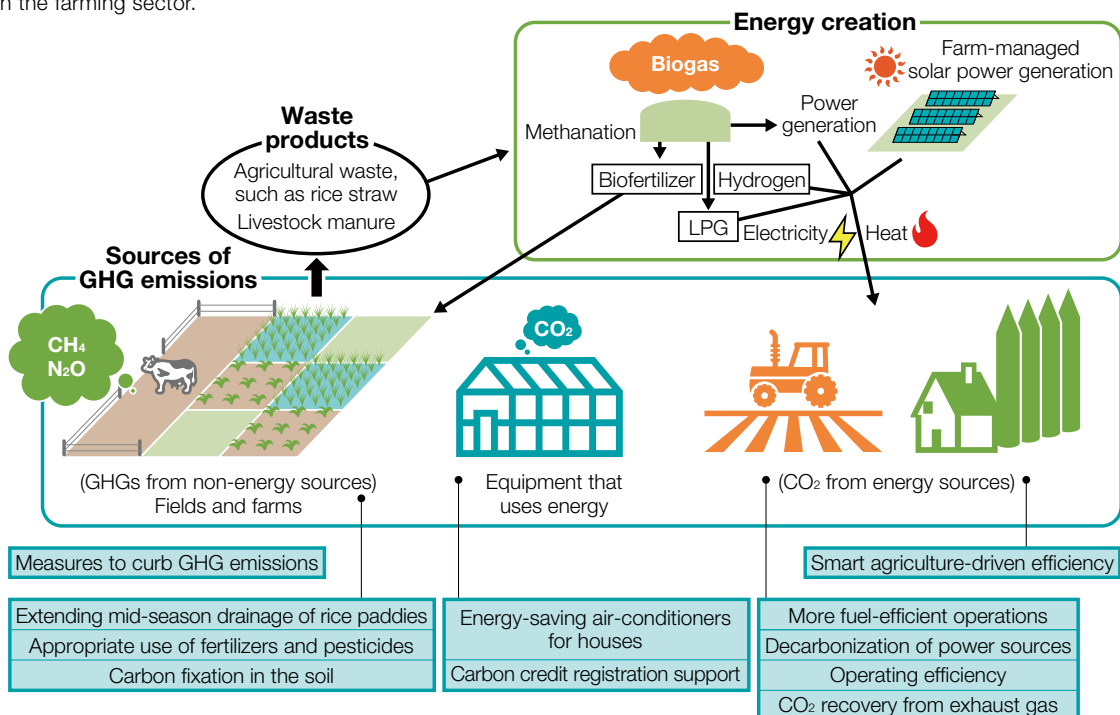 n the farming sector.
Energy creation
Biogas
Farm-managed
solar power generation
Methanation
Power
generation
Biofertilizer
Hydrogen
LPG
Electricity
Heat
Waste
products
Agricultural waste,
such as rice straw
Livestock manure
Sources of
GHG emissions
CH4
N2O
CO2
(GHGs from non-energy sources)
Fields and farms
Equipment that
uses energy
(CO2 from energy sources)
Measures to curb GHG emissions
Smart agriculture-driven efficiency
Extending mid-season drainage of rice paddies
Appropriate use of fertilizers and pesticides
Carbon fixation in the soil
Energy-saving air-conditioners
for houses
Carbon credit registration support
More fuel-efficient operations
Decarbonization of power sources
Operating efficiency
CO2 recovery from exhaust gas